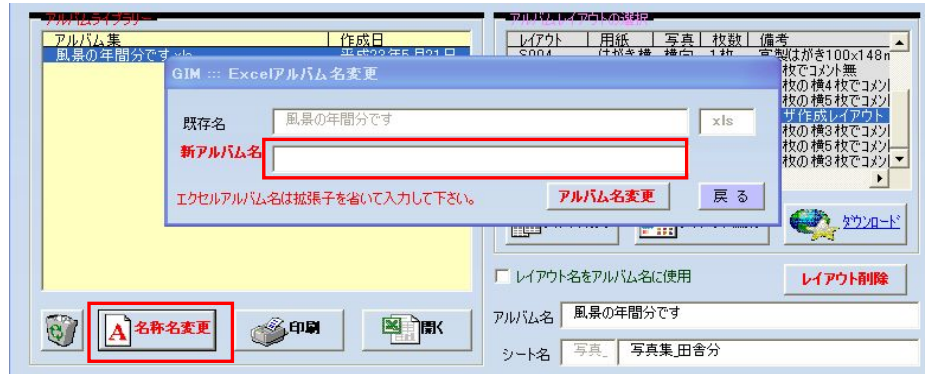 アルバムライブラリー
アルバム集 作成日
風景の年間分です.xls 平成23年5月21日
アルバムレイアウトの選択
レイアウト 用紙 写真 枚数 備考
S004 はがき横 横向 1枚 官製はがき100x148m
枚でコメント無
枚の横4枚でコメント
枚の横5枚でコメント
ザ作成レイアウト
枚の横3枚でコメント
枚の横5枚でコメント
枚の横3枚でコメント
GIM ::: Excelアルバム名変更
既存名 風景の年間分です xls
新アルバム名
エクセルアルバム名は拡張子を省いて入力して下さい。
アルバム名変更 戻る
ダウンロード
レイアウト名をアルバム名に使用 レイアウト削除
名称名変更 印刷 開く
アルバム名 風景の年間分です
シート名 写真_ 写真集_田舎分